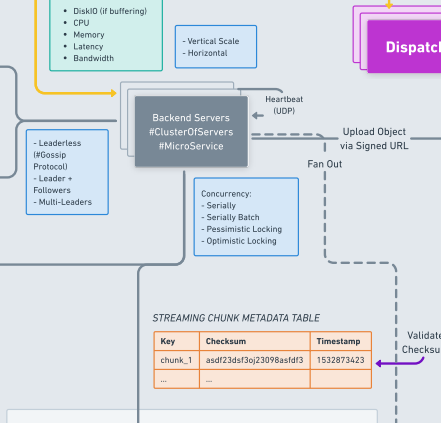 • DiskIO (if buffering)
• CPU
• Memory
• Latency
• Bandwidth
- Vertical Scale
- Horizontal
Dispatc
Heartbeat
(UDP)
Backend Servers
#ClusterOfServers
#MicroService
Upload Object
via Signed URL
Fan Out
- Leaderless
(#Gossip
Protocol)
- Leader +
Followers
- Multi-Leaders
Concurrency:
- Serially
- Serially Batch
- Pessimistic Locking
- Optimistic Locking
STREAMING CHUNK METADATA TABLE
Key Checksum Timestamp
chunk_1 asdf23dsf3oj23098asfdf3 1532873423
... ...
Validate
Checksu